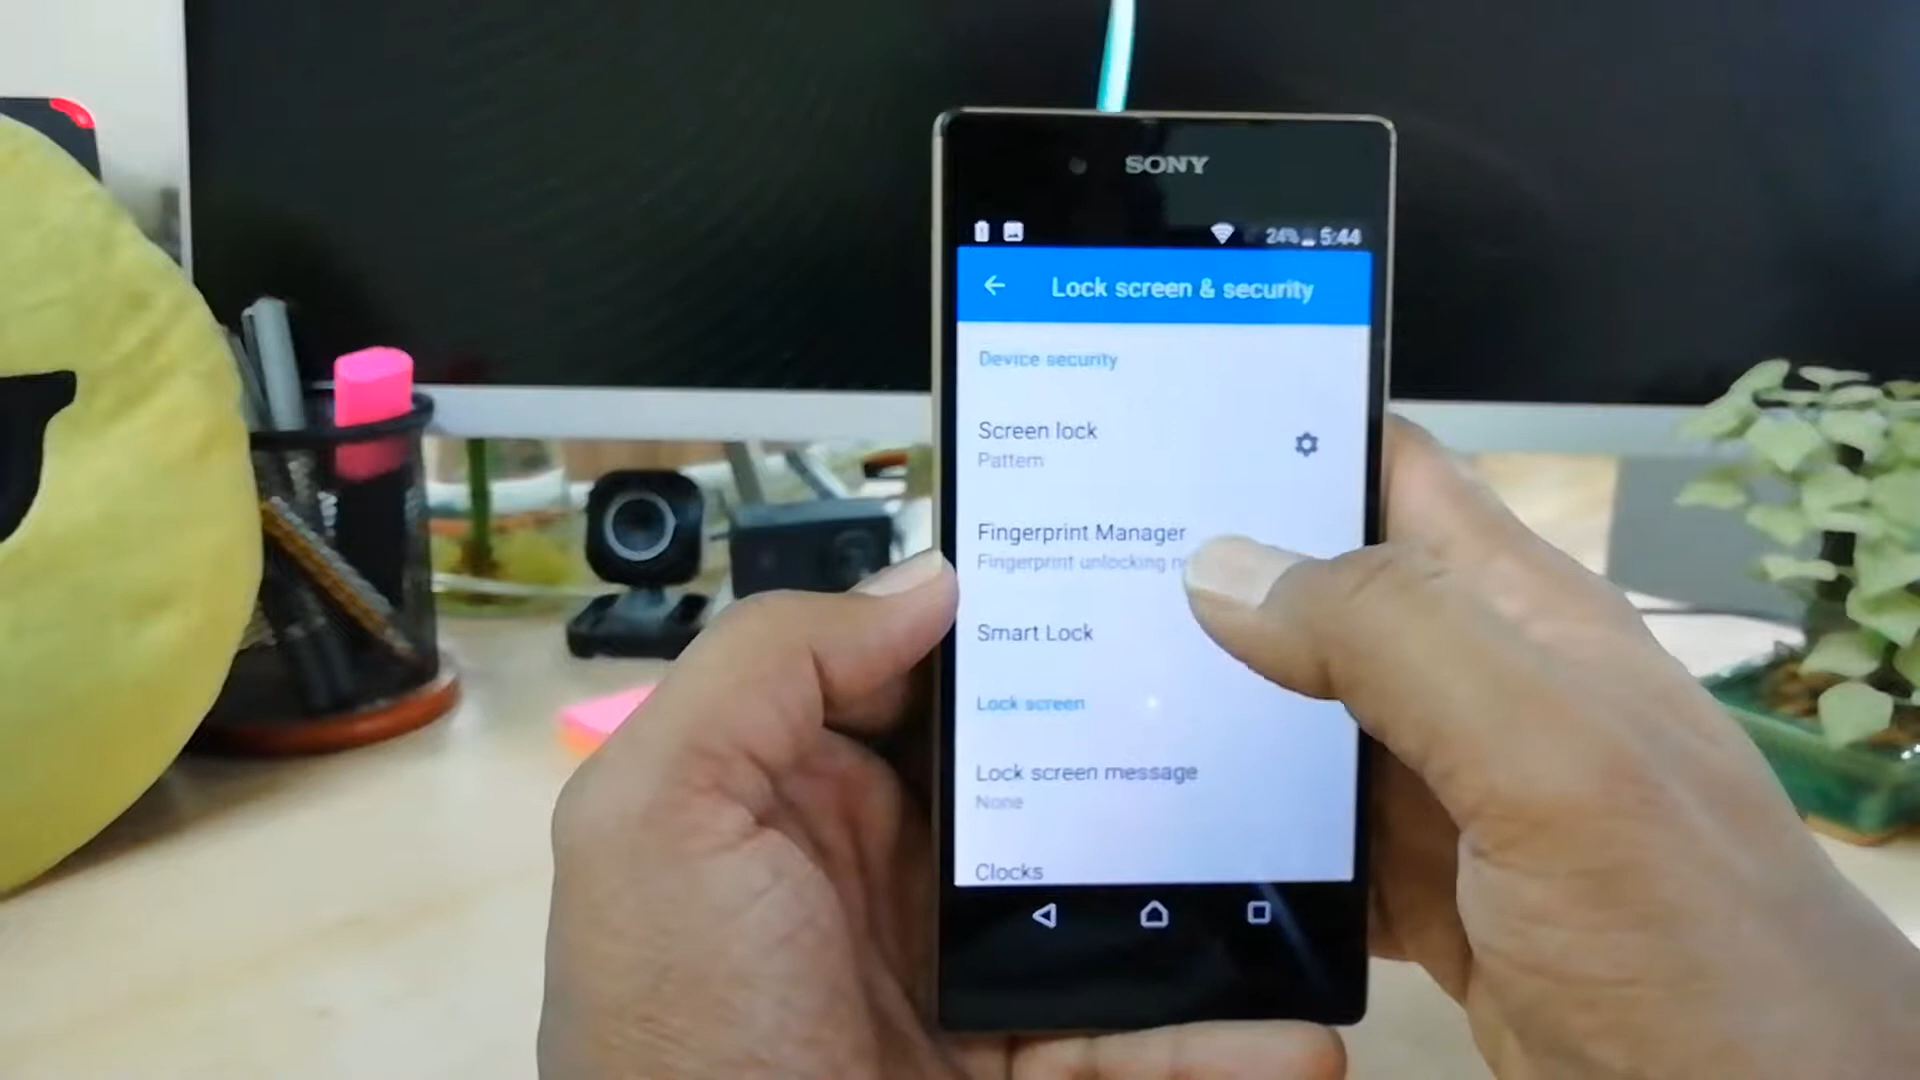 SONY
24% 5:44
Lock screen & security
Device security
Screen lock
Pattern
Fingerprint Manager
Fingerprint unlocking
Smart Lock
Lock screen
Lock screen message
None
Clocks